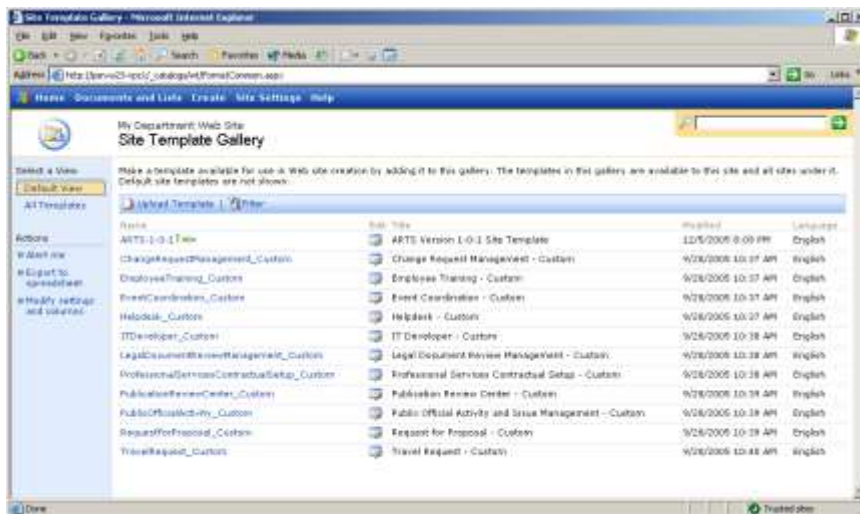 Site Template Gallery - Microsoft Internet Explorer
File Edit View Favorites Tools Help
Back Search Favorites Media
Address Go Links
Home Documents and Lists Create Site Settings Help
My Department Web Site
Site Template Gallery
Select a View
Default View
All Templates
Actions
Alert me
Export to spreadsheet
Modify settings and columns
Make a template available for use in Web site creation by adding it to this gallery. The templates in this gallery are available to this site and all sites under it.
Default site templates are not shown.
Upload Template | Filter
Name Edit Title Modified Language
ARTS-1-0-1 ARTS Version 1-0-1 Site Template 12/5/2005 8:09 PM English
ChangeRequestManagement_Custom Change Request Management - Custom 9/28/2005 10:37 AM English
EmployeeTraining_Custom Employee Training - Custom 9/28/2005 10:37 AM English
EventCoordination_Custom Event Coordination - Custom 9/28/2005 10:37 AM English
Helpdesk_Custom Helpdesk - Custom 9/28/2005 10:37 AM English
ITDeveloper_Custom IT Developer - Custom 9/28/2005 10:38 AM English
LegalDocumentReviewManagement_Custom Legal Document Review Management - Custom 9/28/2005 10:38 AM English
ProfessionalServicesContractualSetup_Custom Professional Services Contractual Setup - Custom 9/28/2005 10:38 AM English
PublicationReviewCenter_Custom Publication Review Center - Custom 9/28/2005 10:39 AM English
PublicOfficialActivity_Custom Public Official Activity and Issue Management - Custom 9/28/2005 10:39 AM English
RequestforProposal_Custom Request for Proposal - Custom 9/28/2005 10:39 AM English
TravelRequest_Custom Travel Request - Custom 9/28/2005 10:40 AM English
Done Trusted sites